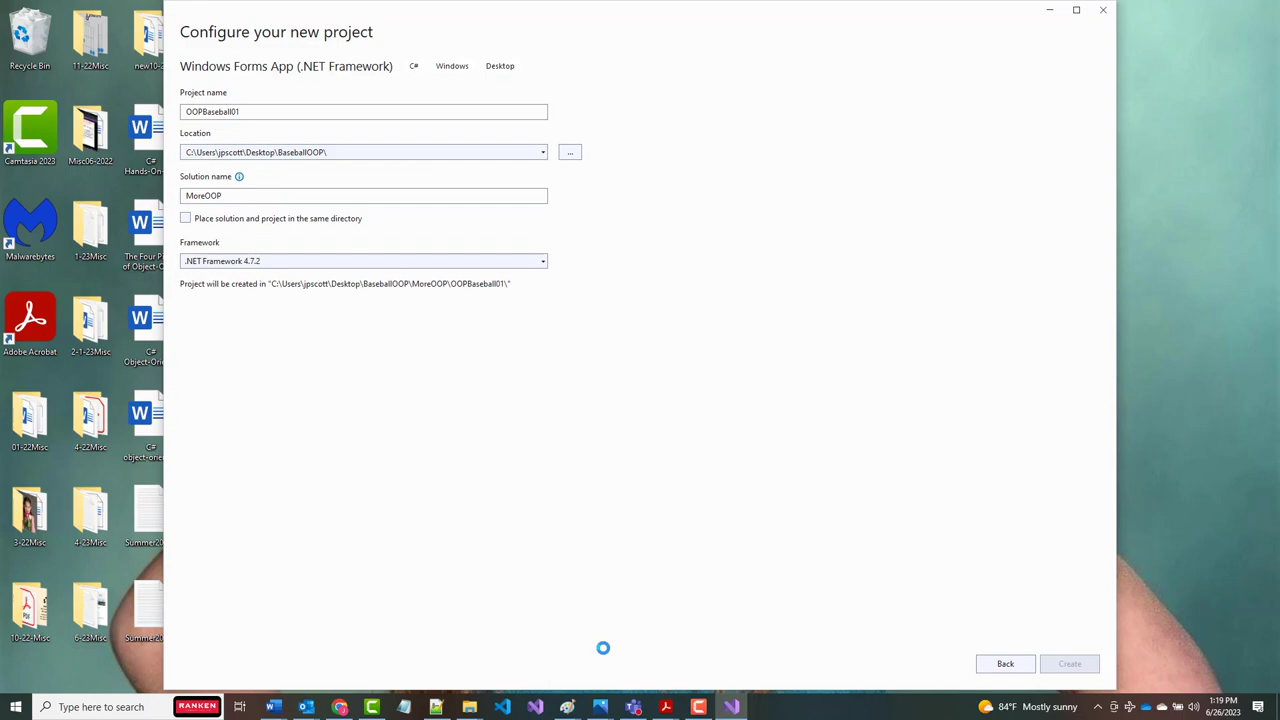 Configure your new project
Windows Forms App (.NET Framework) C# Windows Desktop
Project name
OOPBaseball01
Location
C:\Users\jpscott\Desktop\BaseballOOP\
...
Solution name
MoreOOP
Place solution and project in the same directory
Framework
.NET Framework 4.7.2
Project will be created in "C:\Users\jpscott\Desktop\BaseballOOP\MoreOOP\OOPBaseball01\"
Back Create
Recycle Bin
11-22Misc
new10-2
Camtasia 2023
Misc06-2022
C#
Hands-On-
Malwarebytes
1-23Misc
The Four P
of Object-O
Adobe Acrobat
2-1-23Misc
C#
Object-Orie
01-22Misc
4-22Misc
C#
object-orien
3-22Misc
4-23Misc
Summer20
10-22-Misc
6-23Misc
Summer20
Type here to search
RANKEN
84°F Mostly sunny
1:19 PM
6/26/2023